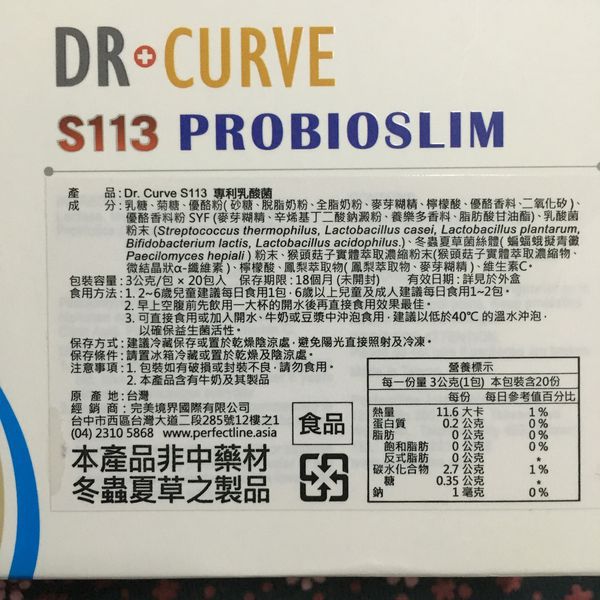 DR CURVE
S113 PROBIOSLIM
產　　品:Dr. Curve S113 專利乳酸菌
成　　分:乳糖、菊糖、優酪粉(砂糖、脫脂奶粉、全脂奶粉、麥芽糊精、檸檬酸、優酪香料、二氧化矽)、
優酪香料粉 SYF (麥芽糊精、辛烯基丁二酸鈉澱粉、養樂多香料、脂肪酸甘油酯)、乳酸菌
粉末 (Streptococcus thermophilus, Lactobacillus casei, Lactobacillus plantarum,
Bifidobacterium lactis, Lactobacillus acidophilus.)、冬蟲夏草菌絲體( 蝙蝠蛾擬青黴
Paecilomyces hepiali ) 粉末、猴頭菇子實體萃取濃縮粉末(猴頭菇子實體萃取濃縮物、
微結晶狀α-纖維素 )、檸檬酸、鳳梨萃取物( 鳳梨萃取物、麥芽糊精 )、維生素C。
包裝容量:3公克/包 × 20包入　保存期限:18個月 (未開封)　有效日期:詳見於外盒
食用方法:1. 2~6歲兒童建議每日食用1包，6歲以上兒童及成人建議每日食用1~2包。
2. 早上空腹前先飲用一大杯的開水後再直接食用效果最佳。
3. 可直接食用或加入開水、牛奶或豆漿中沖泡食用，建議以低於40℃ 的溫水沖泡，
以確保益生菌活性。
保存方式:建議冷藏保存或置於乾燥陰涼處，避免陽光直接照射及冷凍。
保存條件:請置冰箱冷藏或置於乾燥及陰涼處。
注意事項:1. 包裝如有破損或封裝不良，請勿食用。
2. 本產品含有牛奶及其製品
原 產 地:台灣
經 銷 商:完美境界國際有限公司
台中市西區台灣大道二段285號12樓之1
(04) 2310 5868 www.perfectline.asia
食品
本產品非中藥材
冬蟲夏草之製品
營養標示
每一份量 3公克(1包) 本包裝含20份
每份 每日參考值百分比
熱量 11.6 大卡 1%
蛋白質 0.2 公克 0%
脂肪 0 公克 0%
飽和脂肪 0 公克 0%
反式脂肪 0 公克 *
碳水化合物 2.7 公克 1%
糖 0.35 公克 *
鈉 1 毫克 0%